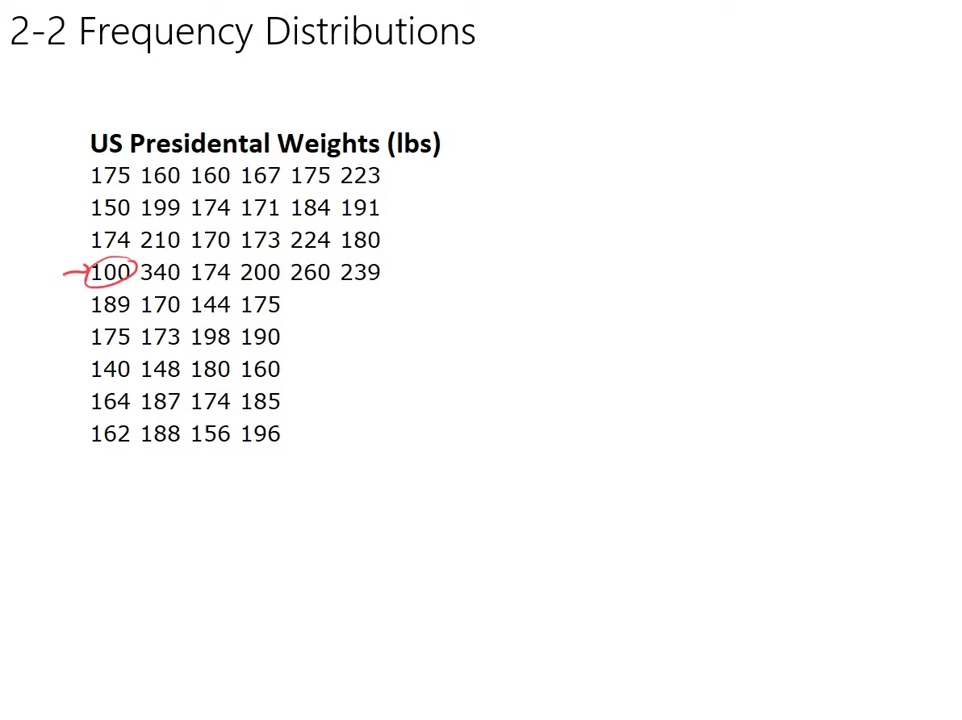 2-2 Frequency Distributions
US Presidental Weights (lbs)
175 160 160 167 175 223
150 199 174 171 184 191
174 210 170 173 224 180
100 340 174 200 260 239
189 170 144 175
175 173 198 190
140 148 180 160
164 187 174 185
162 188 156 196